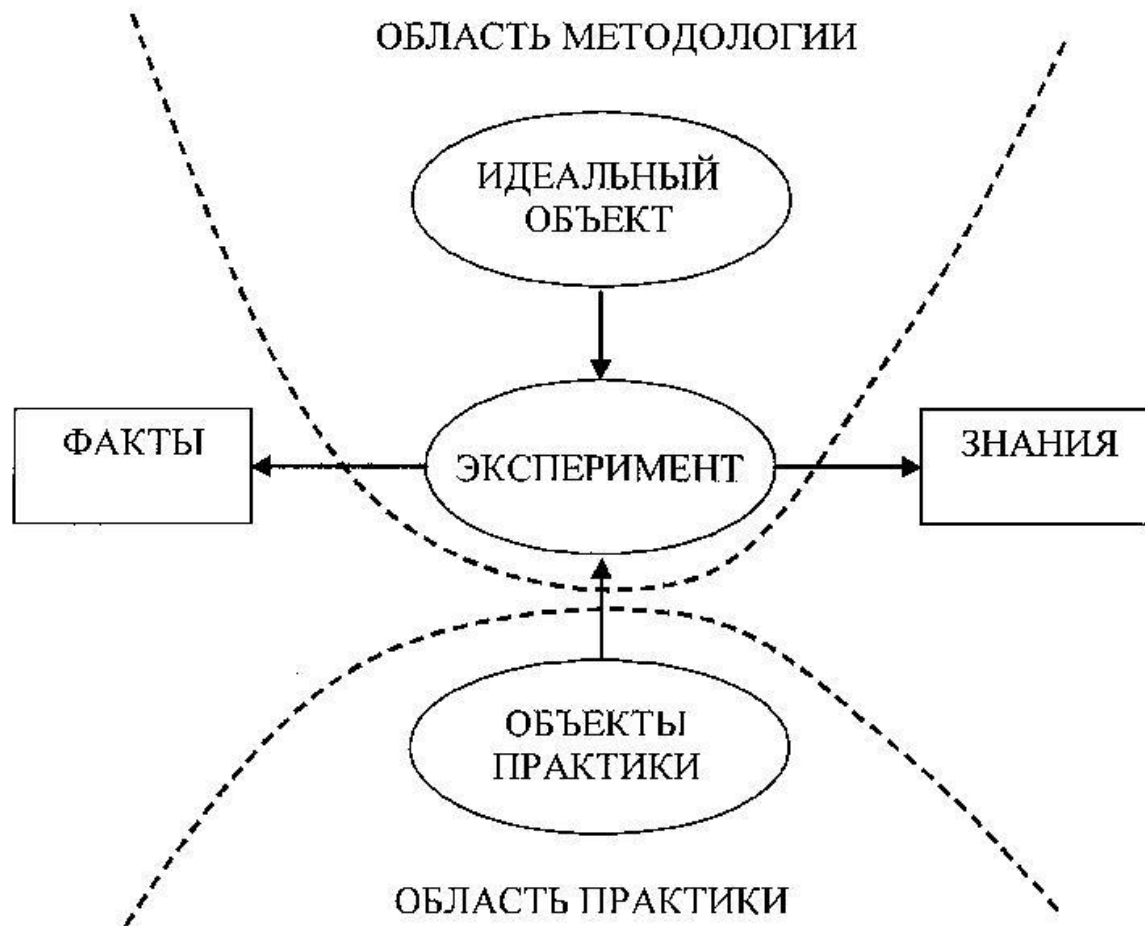 ОБЛАСТЬ МЕТОДОЛОГИИ
ИДЕАЛЬНЫЙ
ОБЪЕКТ
ФАКТЫ
ЭКСПЕРИМЕНТ
ЗНАНИЯ
ОБЪЕКТЫ
ПРАКТИКИ
ОБЛАСТЬ ПРАКТИКИ